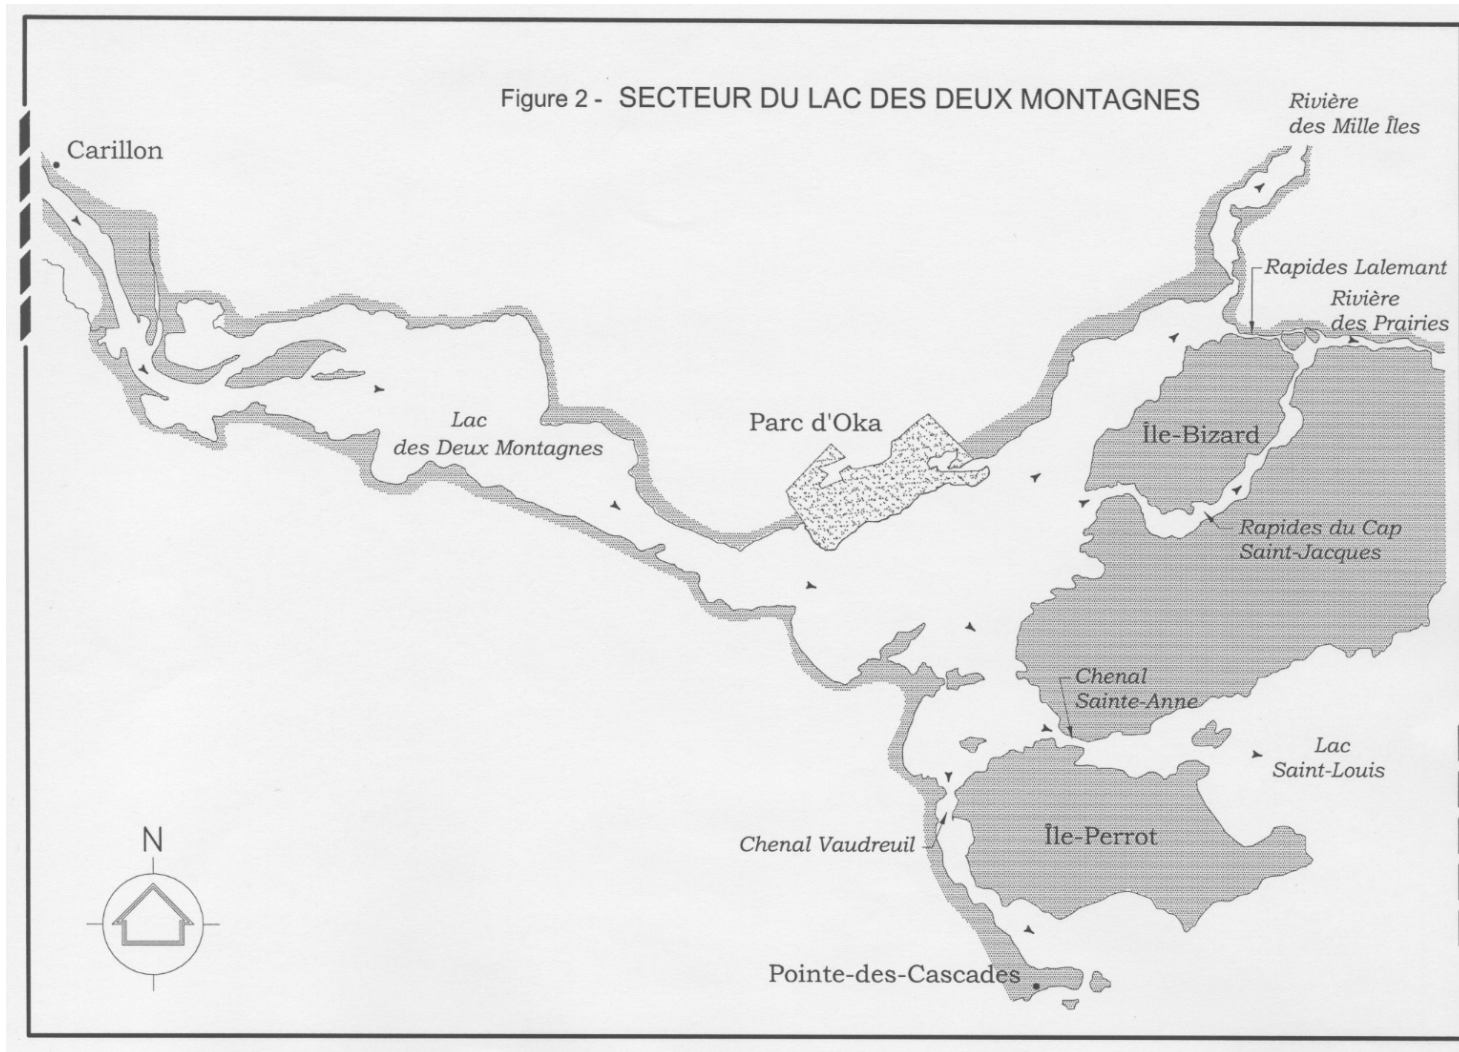 Figure 2 - SECTEUR DU LAC DES DEUX MONTAGNES
Rivière
des Mille Îles
Carillon
Rapides Lalemant
Rivière
des Prairies
Lac
des Deux Montagnes
Parc d'Oka
Île-Bizard
Rapides du Cap
Saint-Jacques
Chenal
Sainte-Anne
Lac
Saint-Louis
Chenal Vaudreuil
Île-Perrot
N
Pointe-des-Cascades